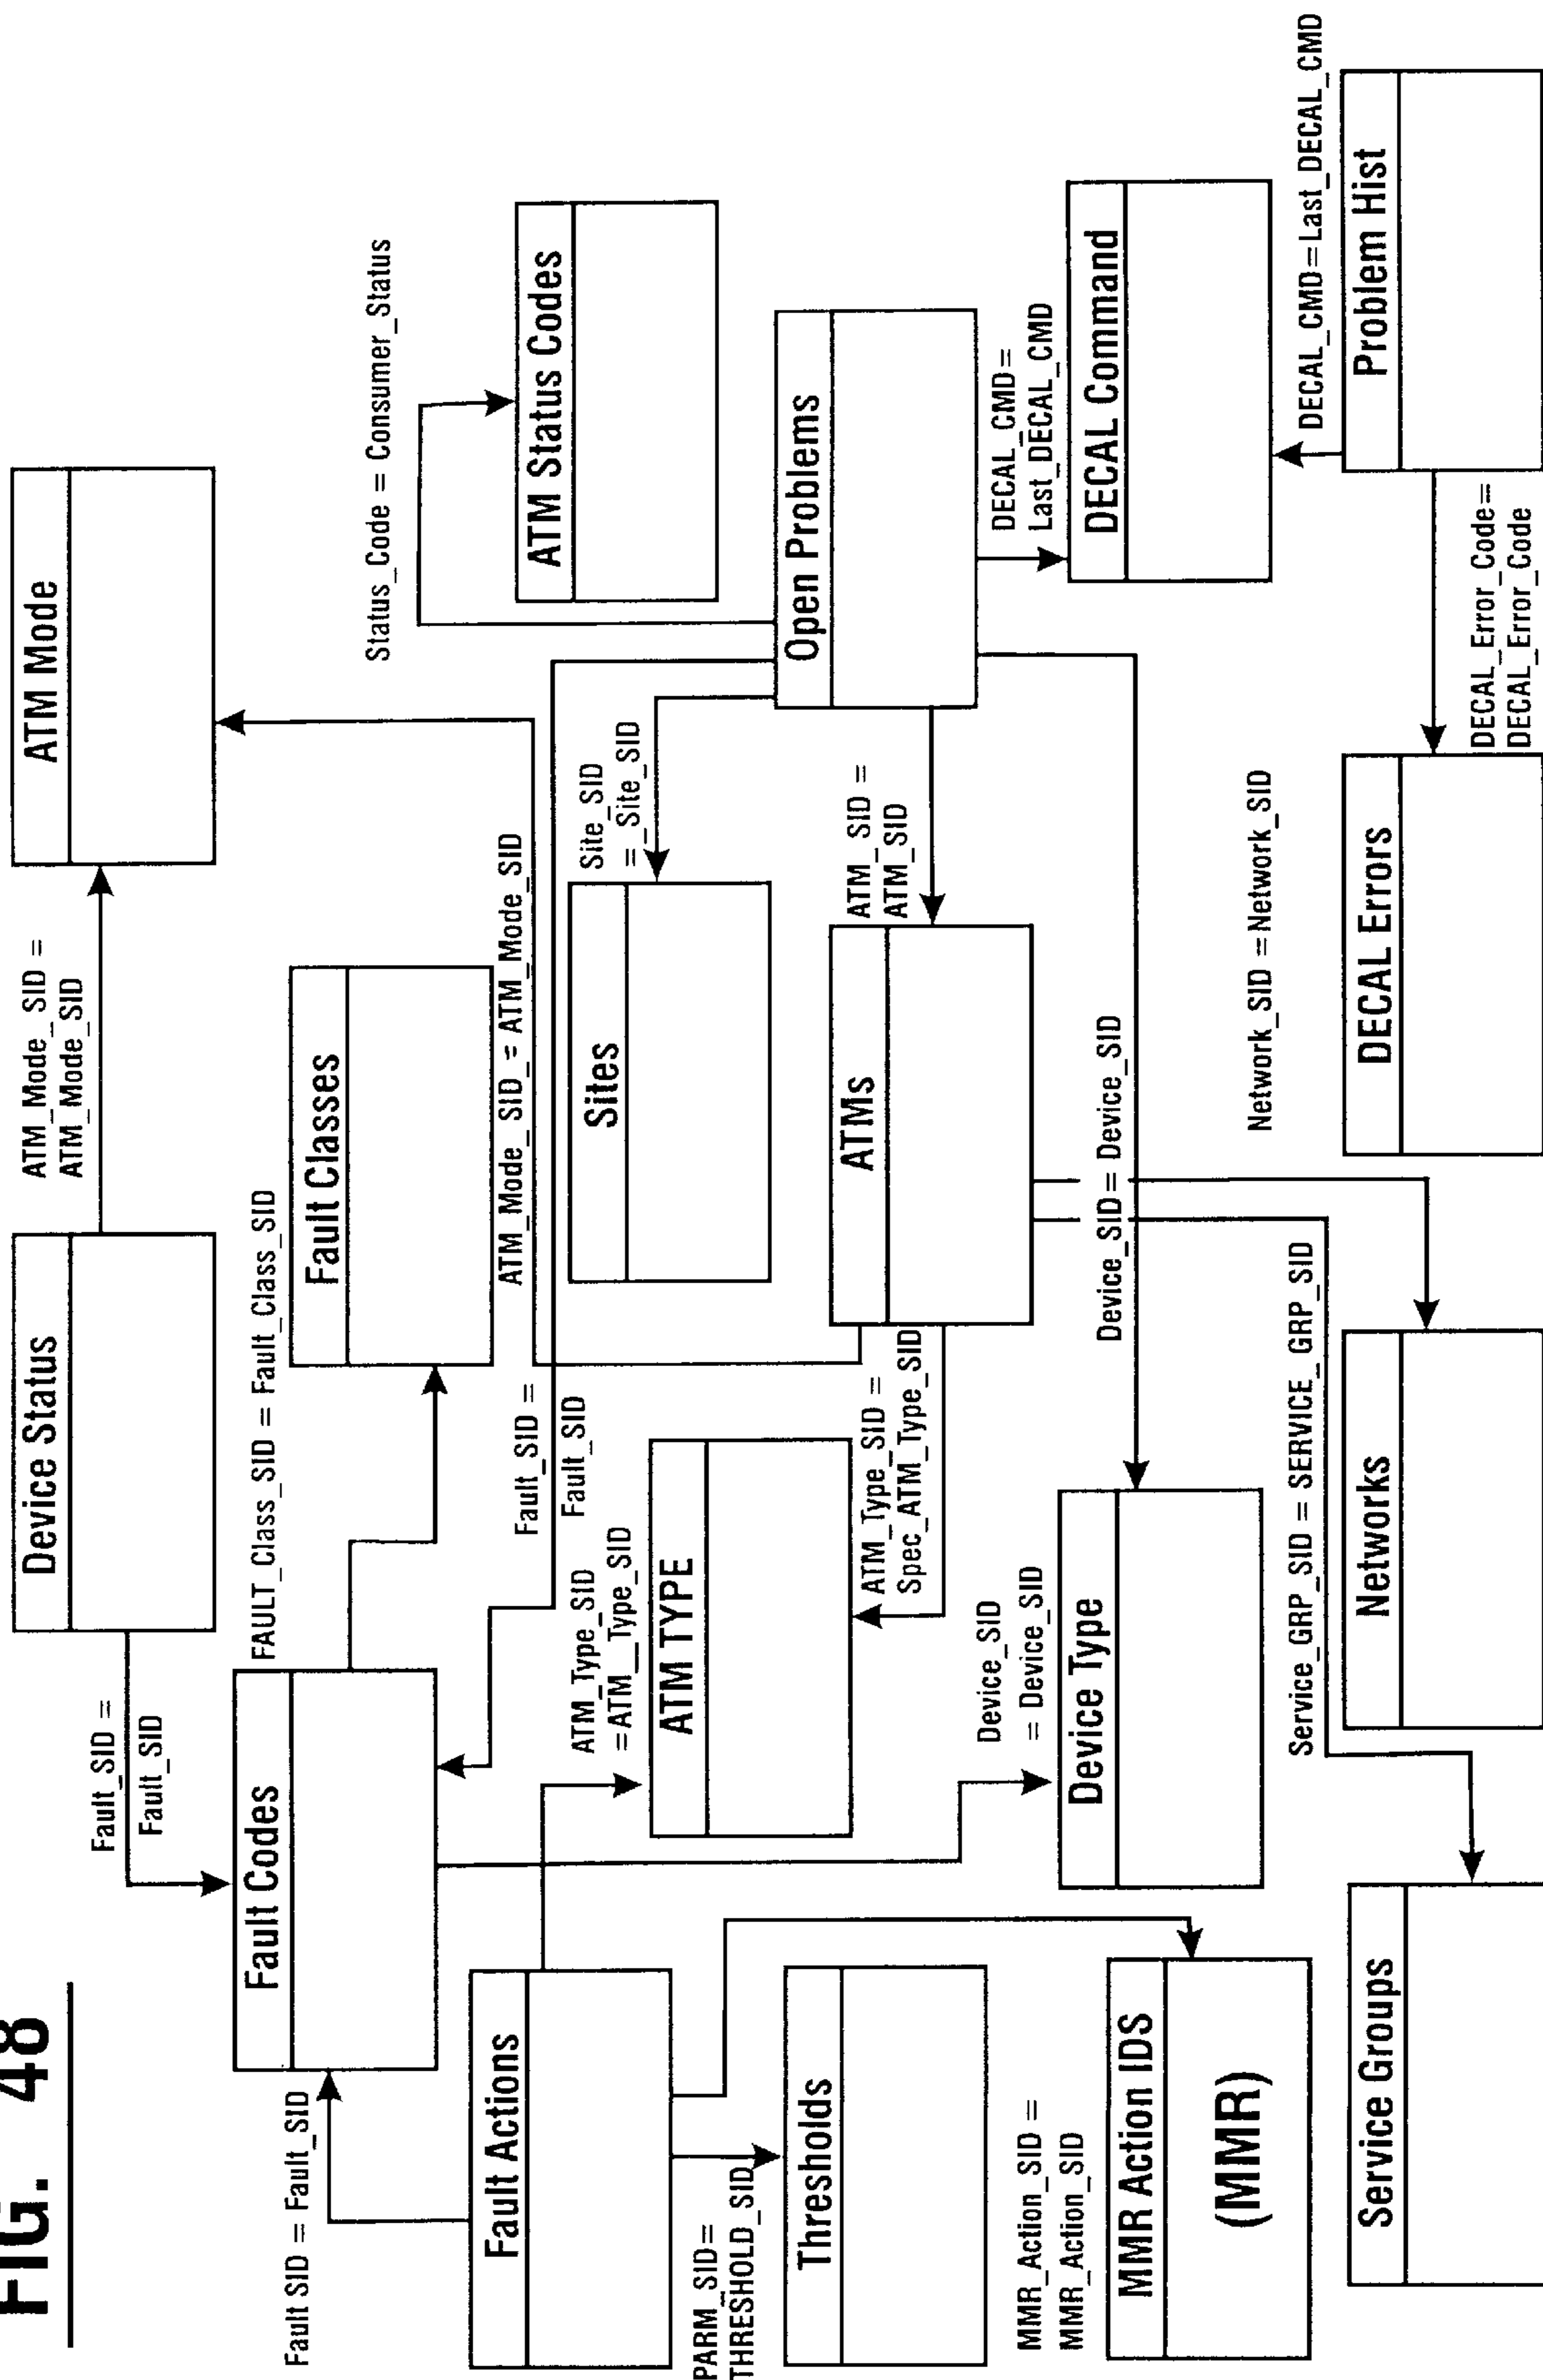 FIG. 48
Device Status
ATM_Mode_SID =
ATM_Mode_SID
ATM Mode
Fault_SID =
Fault_SID
Fault Codes
FAULT_Class_SID = Fault_Class_SID
Fault Classes
Status_Code = Consumer_Status
ATM Status Codes
Fault SID = Fault_SID
Fault Actions
Fault_SID =
Fault_SID
ATM_Mode_SID = ATM_Mode_SID
Sites
Site_SID
=_Site_SID
Open Problems
ATM_Type_SID
=ATM_Type_SID
ATM TYPE
PARM_SID=
THRESHOLD_SID
Thresholds
ATM_Type_SID =
Spec_ATM_Type_SID
ATMs
ATM_SID =
ATM_SID
DECAL_CMD=
Last_DECAL_CMD
DECAL Command
Device_SID
= Device_SID
Device Type
Device_SID= Device_SID
MMR_Action_SID =
MMR_Action_SID
MMR Action IDS
(MMR)
Service_GRP_SID = SERVICE_GRP_SID
Network_SID =Network_SID
DECAL_CMD=Last_DECAL_CMD
Service Groups
Networks
DECAL Errors
DECAL_Error_Code=
DECAL_Error_Code
Problem Hist